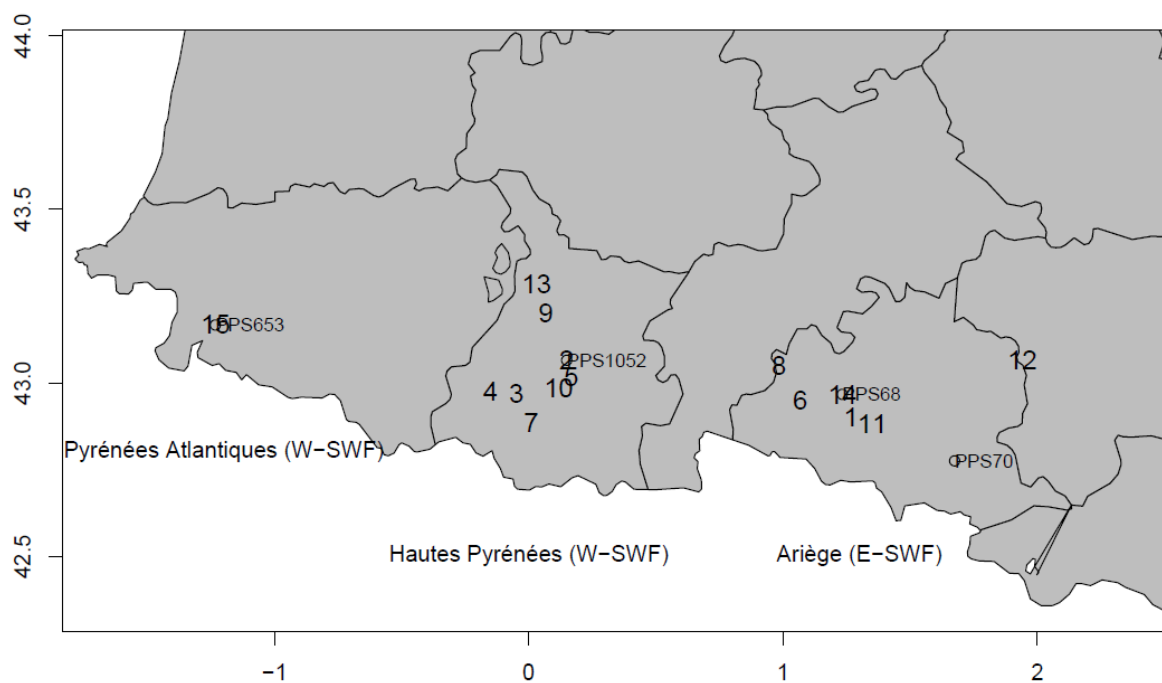 44.0
43.5
43.0
42.5
13
9
15 PPS653
2 PPS1052
5
4 3 10
7
8
6
14 PPS68
1 11
12
PPS70
Pyrénées Atlantiques (W−SWF)
Hautes Pyrénées (W−SWF)
Ariège (E−SWF)
−1 0 1 2